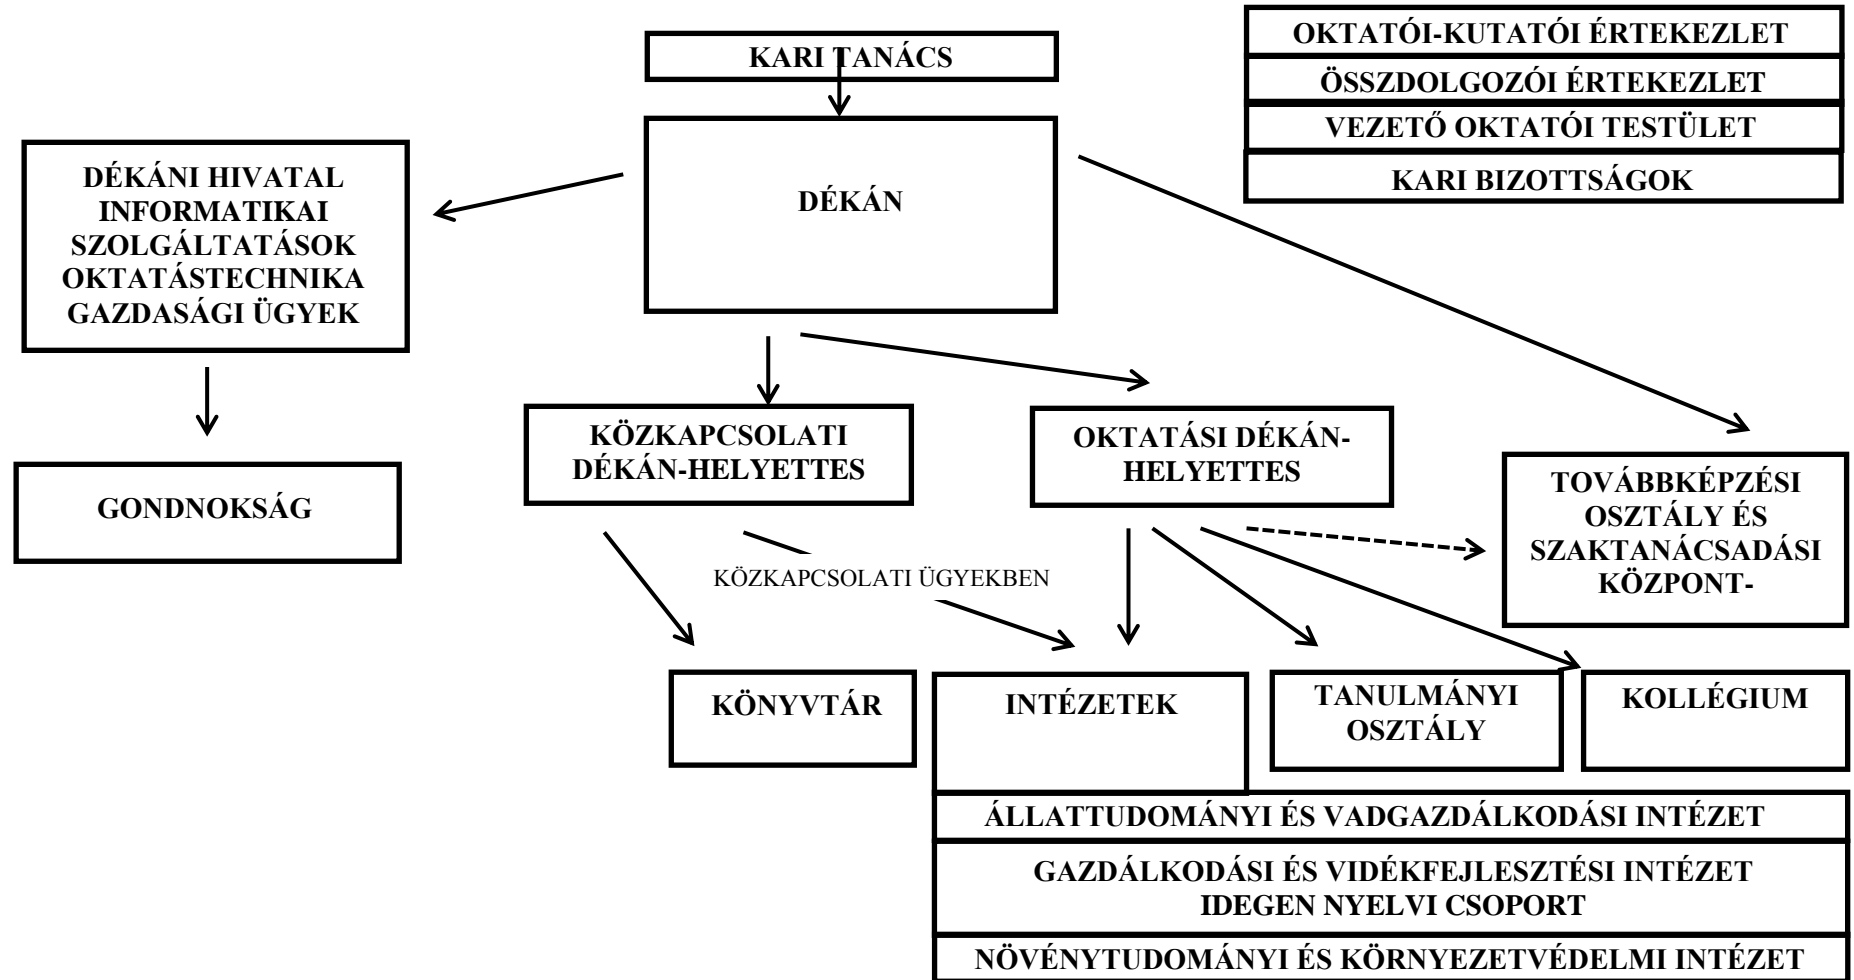 OKTATÓI-KUTATÓI ÉRTEKEZLET
KARI TANÁCS
ÖSSZDOLGOZÓI ÉRTEKEZLET
VEZETŐ OKTATÓI TESTÜLET
KARI BIZOTTSÁGOK
DÉKÁNI HIVATAL
INFORMATIKAI
SZOLGÁLTATÁSOK
OKTATÁSTECHNIKA
GAZDASÁGI ÜGYEK
DÉKÁN
KÖZKAPCSOLATI
DÉKÁN-HELYETTES
OKTATÁSI DÉKÁN-
HELYETTES
GONDNOKSÁG
TOVÁBBKÉPZÉSI
OSZTÁLY ÉS
SZAKTANÁCSADÁSI
KÖZPONT-
KÖZKAPCSOLATI ÜGYEKBEN
KÖNYVTÁR
INTÉZETEK
TANULMÁNYI
OSZTÁLY
KOLLÉGIUM
ÁLLATTUDOMÁNYI ÉS VADGAZDÁLKODÁSI INTÉZET
GAZDÁLKODÁSI ÉS VIDÉKFEJLESZTÉSI INTÉZET
IDEGEN NYELVI CSOPORT
NÖVÉNYTUDOMÁNYI ÉS KÖRNYEZETVÉDELMI INTÉZET